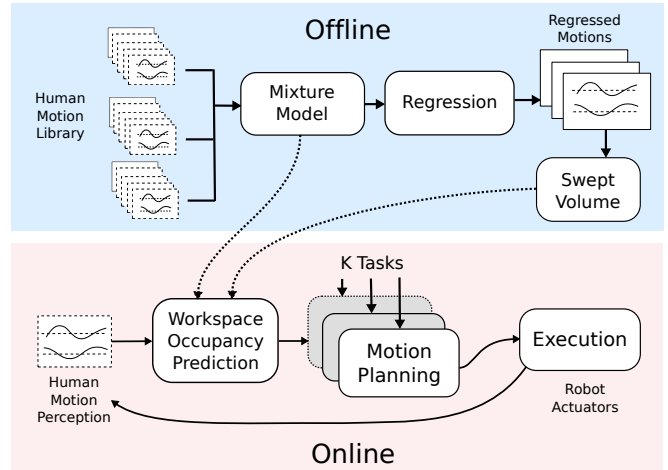 Offline
Regressed
Motions
Human
Motion
Library
Mixture
Model
Regression
Swept
Volume
K Tasks
Workspace
Occupancy
Prediction
Motion
Planning
Execution
Human
Motion
Perception
Robot
Actuators
Online